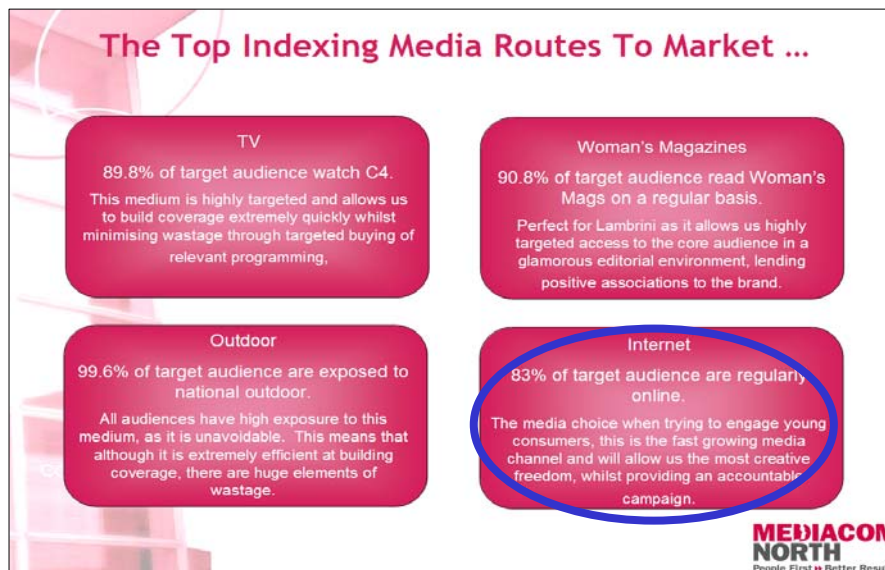 The Top Indexing Media Routes To Market ...
TV
89.8% of target audience watch C4.
This medium is highly targeted and allows us
to build coverage extremely quickly whilst
minimising wastage through targeted buying of
relevant programming,
Woman's Magazines
90.8% of target audience read Woman's
Mags on a regular basis.
Perfect for Lambrini as it allows us highly
targeted access to the core audience in a
glamorous editorial environment, lending
positive associations to the brand.
Outdoor
99.6% of target audience are exposed to
national outdoor.
All audiences have high exposure to this
medium, as it is unavoidable. This means that
although it is extremely efficient at building
coverage, there are huge elements of
wastage.
Internet
83% of target audience are regularly
online.
The media choice when trying to engage young
consumers, this is the fast growing media
channel and will allow us the most creative
freedom, whilst providing an accountable
campaign.
MEDIACOM
NORTH
People First Better Resu